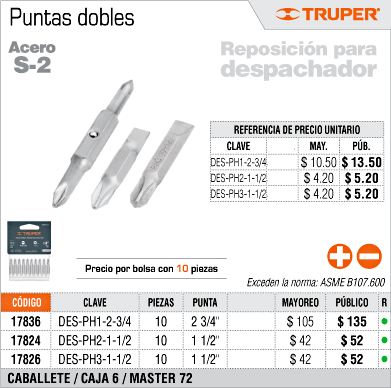 Puntas dobles
TRUPER
Acero
S-2
Reposición para
despachador
REFERENCIA DE PRECIO UNITARIO
CLAVE MAY. PÚB.
DES-PH1-2-3/4 $ 10.50 $ 13.50
DES-PH2-1-1/2 $ 4.20 $ 5.20
DES-PH3-1-1/2 $ 4.20 $ 5.20
TRUPER
Precio por bolsa con 10 piezas
Exceden la norma: ASME B107.600
CÓDIGO CLAVE PIEZAS PUNTA MAYOREO PÚBLICO R
17836 DES-PH1-2-3/4 10 2 3/4" $ 105 $ 135
17824 DES-PH2-1-1/2 10 1 1/2" $ 42 $ 52
17826 DES-PH3-1-1/2 10 1 1/2" $ 42 $ 52
CABALLETE / CAJA 6 / MASTER 72